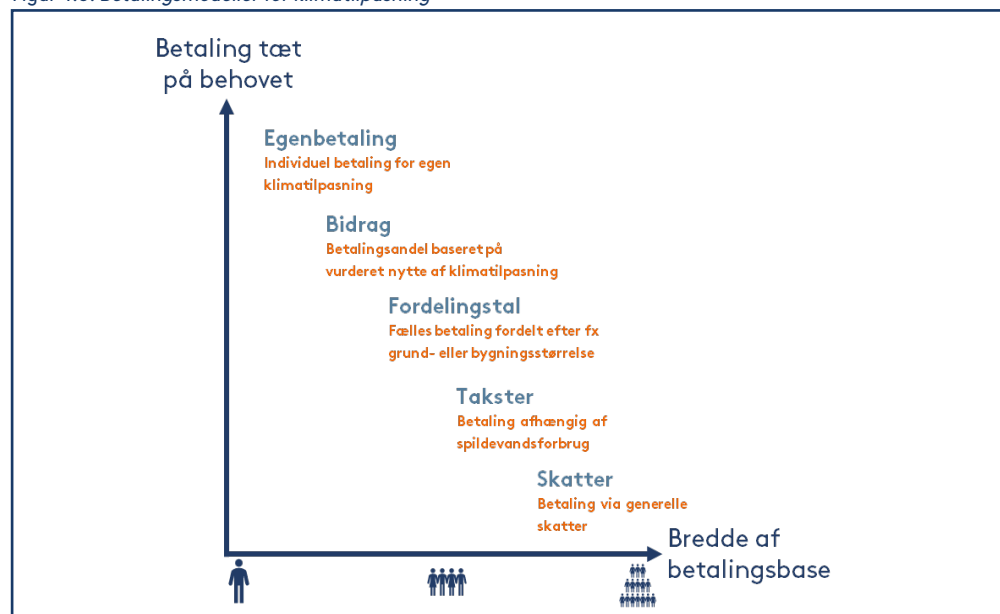 Betaling tæt
på behovet
Egenbetaling
Individuel betaling for egen
klimatilpasning
Bidrag
Betalingsandel baseret på
vurderet nytte af klimatilpasning
Fordelingstal
Fælles betaling fordelt efter fx
grund- eller bygningsstørrelse
Takster
Betaling afhængig af
spildevandsforbrug
Skatter
Betaling via generelle
skatter
Bredde af
betalingsbase